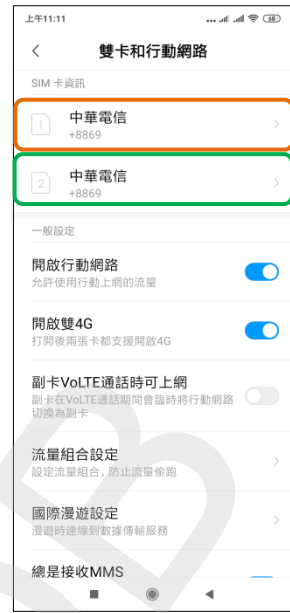 上午11:11
68
雙卡和行動網路
SIM 卡資訊
1
中華電信
+8869
2
中華電信
+8869
一般設定
開啟行動網路
允許使用行動上網的流量
開啟雙4G
打開後兩張卡都支援開啟4G
副卡VoLTE通話時可上網
副卡在VoLTE通話期間會臨時將行動網路
切換為副卡
流量組合設定
設定流量組合，防止流量偷跑
國際漫遊設定
漫遊時連線到數據傳輸服務
總是接收MMS